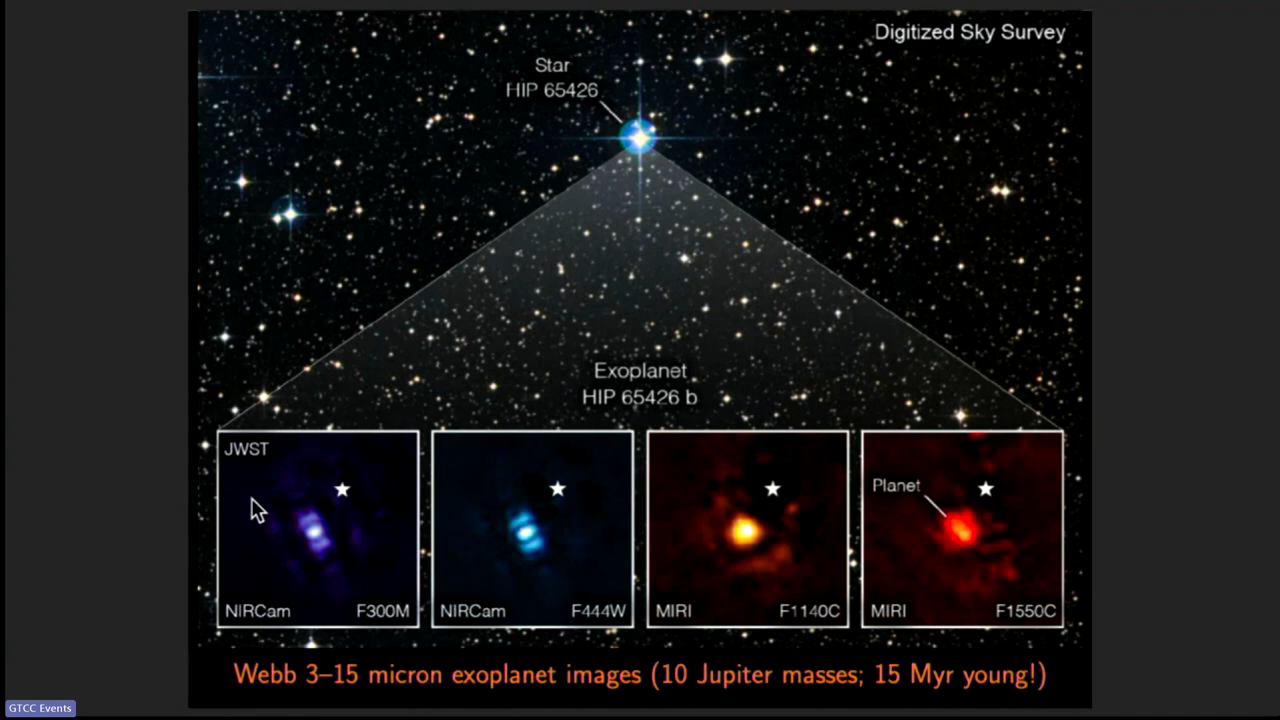 Digitized Sky Survey
Star
HIP 65426
Exoplanet
HIP 65426 b
JWST
Planet
NIRCam F300M
NIRCam F444W
MIRI F1140C
MIRI F1550C
Webb 3–15 micron exoplanet images (10 Jupiter masses; 15 Myr young!)
GTCC Events